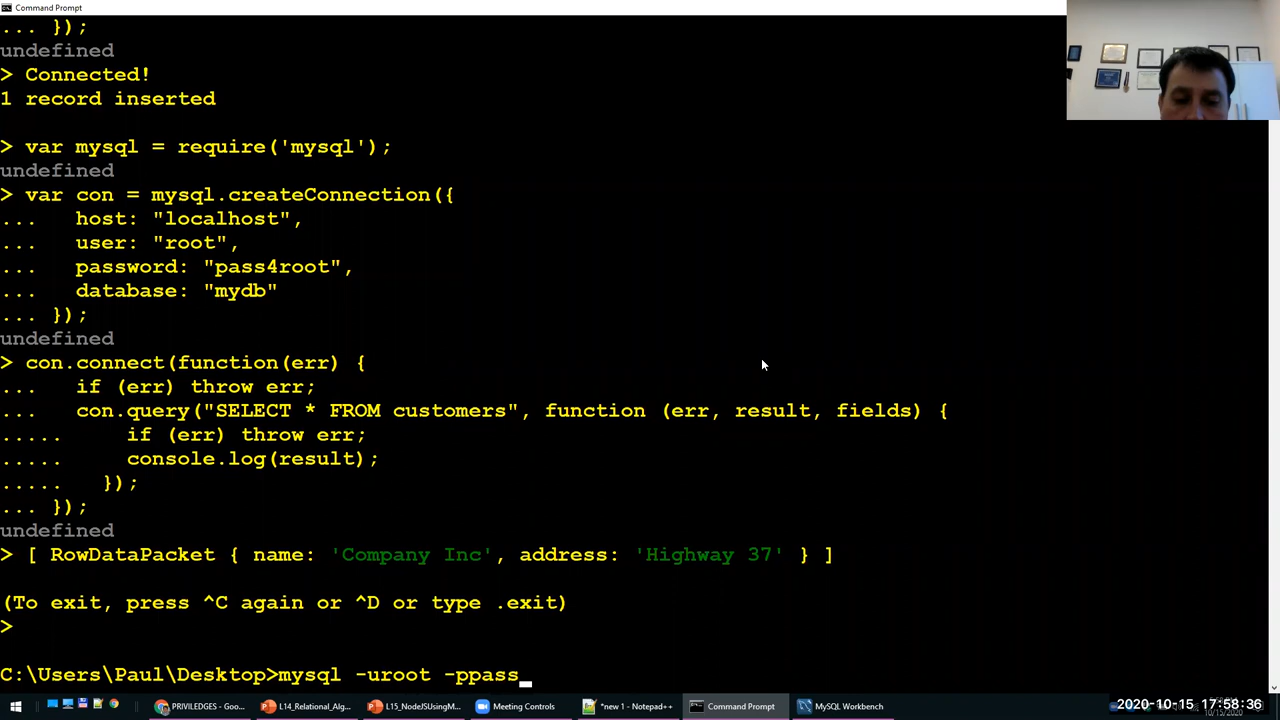 Command Prompt
... });
undefined
> Connected!
1 record inserted
> var mysql = require('mysql');
undefined
> var con = mysql.createConnection({
...   host: "localhost",
...   user: "root",
...   password: "pass4root",
...   database: "mydb"
... });
undefined
> con.connect(function(err) {
...   if (err) throw err;
...   con.query("SELECT * FROM customers", function (err, result, fields) {
.....     if (err) throw err;
.....     console.log(result);
.....   });
... });
undefined
> [ RowDataPacket { name: 'Company Inc', address: 'Highway 37' } ]
(To exit, press ^C again or ^D or type .exit)
>
C:\Users\Paul\Desktop>mysql -uroot -ppass_
PRIVILEDGES - Goo...
L14_Relational_Alg...
L15_NodeJSUsingM...
Meeting Controls
*new 1 - Notepad++
Command Prompt
MySQL Workbench
2020-10-15 17:58:36
10/15/2020